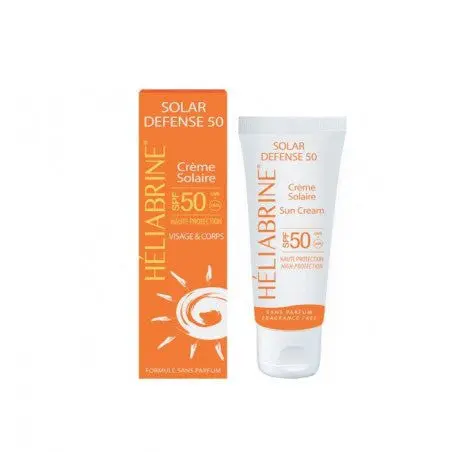 SOLAR
DEFENSE 50
HÉLIABRINE®
Crème
Solaire
SPF 50
HAUTE PROTECTION
VISAGE & CORPS
FORMULE SANS PARFUM
SOLAR
DEFENSE 50
HÉLIABRINE®
Crème
Solaire
Sun Cream
SPF 50
HAUTE PROTECTION
HIGH PROTECTION
SANS PARFUM
FRAGRANCE FREE